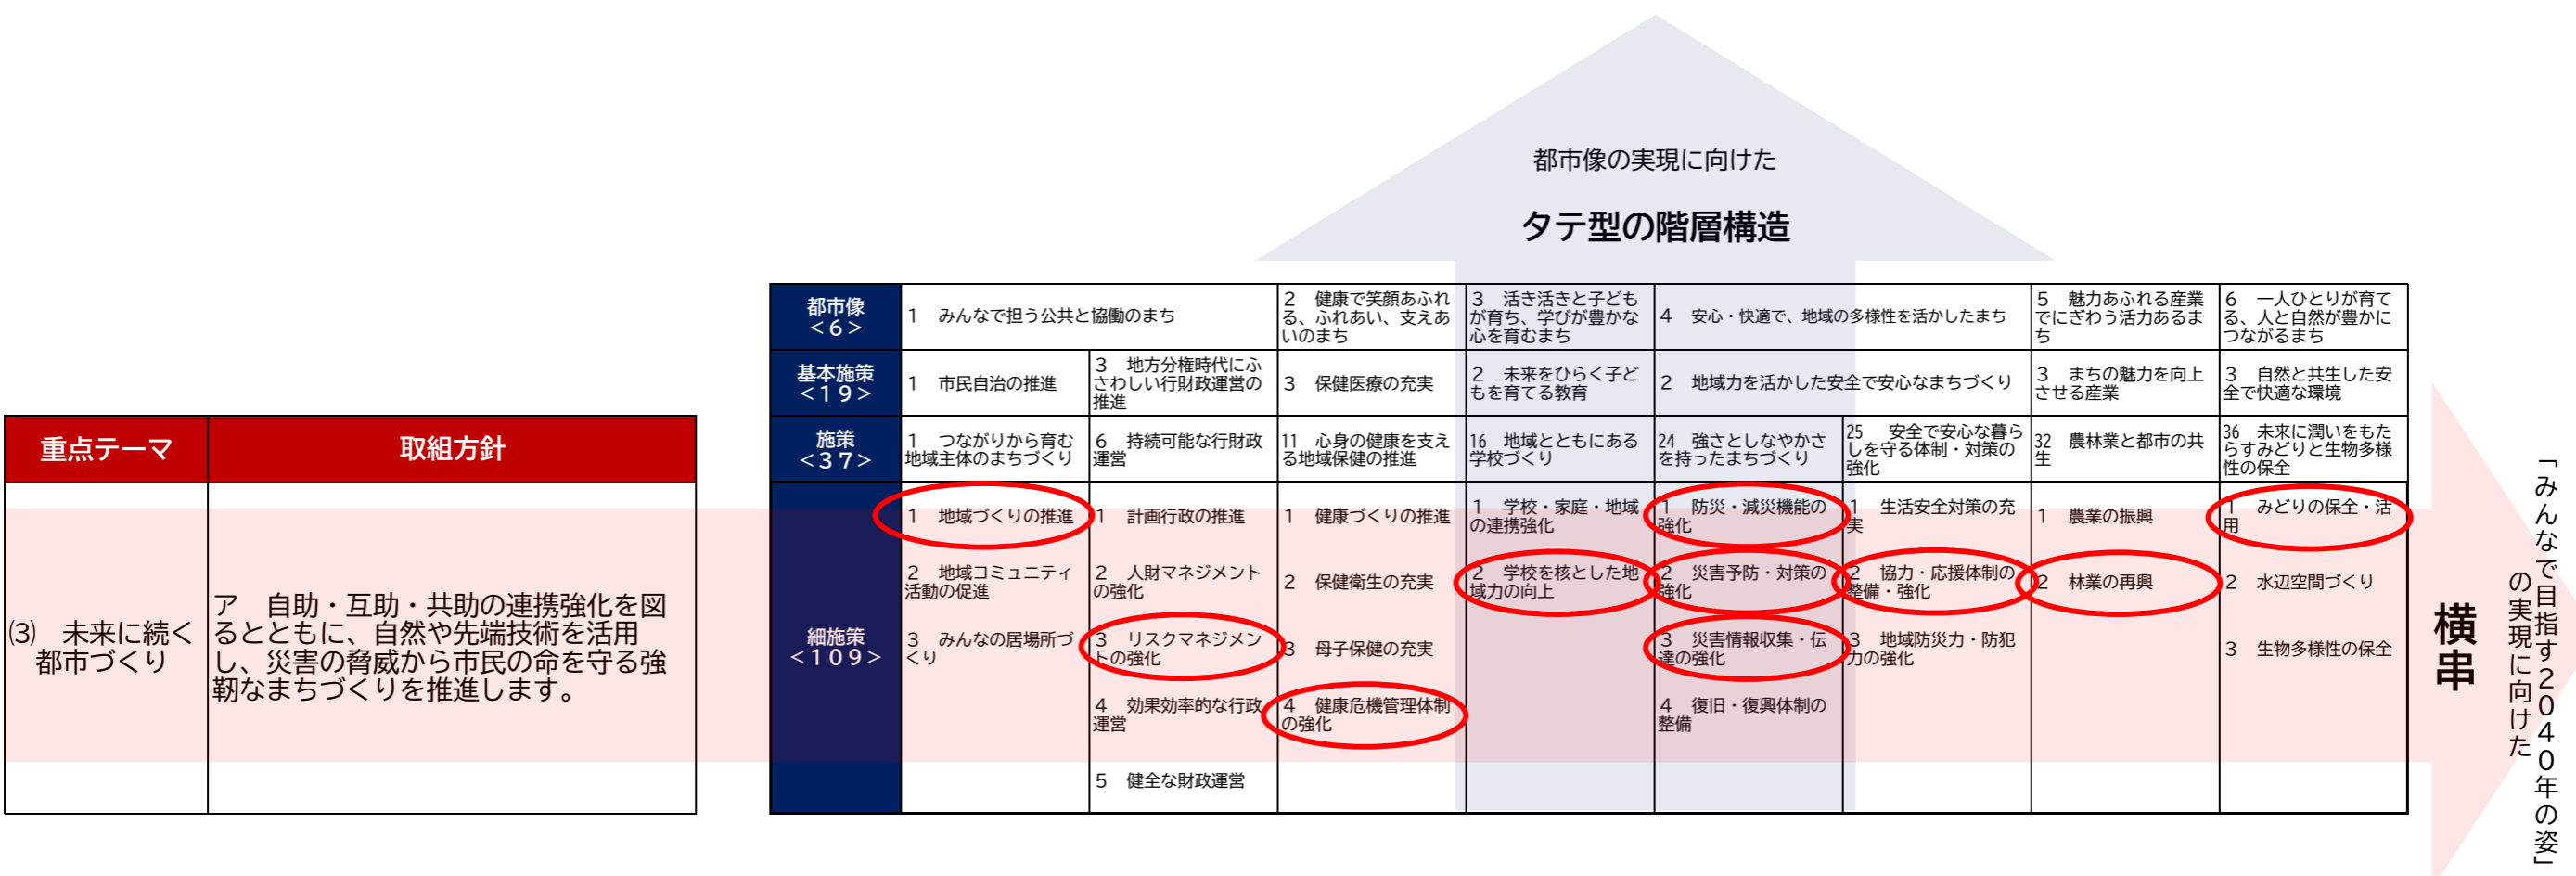 都市像の実現に向けた
タテ型の階層構造
重点テーマ
取組方針
⑶　未来に続く
都市づくり
ア　自助・互助・共助の連携強化を図
るとともに、自然や先端技術を活用
し、災害の脅威から市民の命を守る強
靭なまちづくりを推進します。
都市像
＜６＞
１　みんなで担う公共と協働のまち
２　健康で笑顔あふれ
る、ふれあい、支えあ
いのまち
３　活き活きと子ども
が育ち、学びが豊かな
心を育むまち
４　安心・快適で、地域の多様性を活かしたまち
５　魅力あふれる産業
でにぎわう活力あるま
ち
６　一人ひとりが育て
る、人と自然が豊かに
つながるまち
基本施策
＜１９＞
１　市民自治の推進
３　地方分権時代にふ
さわしい行財政運営の
推進
３　保健医療の充実
２　未来をひらく子ど
もを育てる教育
２　地域力を活かした安全で安心なまちづくり
３　まちの魅力を向上
させる産業
３　自然と共生した安
全で快適な環境
施策
＜３７＞
１　つながりから育む
地域主体のまちづくり
６　持続可能な行財政
運営
11　心身の健康を支え
る地域保健の推進
16　地域とともにある
学校づくり
24　強さとしなやかさ
を持ったまちづくり
25　安全で安心な暮ら
しを守る体制・対策の
強化
32　農林業と都市の共
生
36　未来に潤いをもた
らすみどりと生物多様
性の保全
細施策
＜１０９＞
１　地域づくりの推進
２　地域コミュニティ
活動の促進
３　みんなの居場所づ
くり
１　計画行政の推進
２　人財マネジメント
の強化
３　リスクマネジメン
トの強化
４　効果効率的な行政
運営
５　健全な財政運営
１　健康づくりの推進
２　保健衛生の充実
３　母子保健の充実
４　健康危機管理体制
の強化
１　学校・家庭・地域
の連携強化
２　学校を核とした地
域力の向上
１　防災・減災機能の
強化
２　災害予防・対策の
強化
３　災害情報収集・伝
達の強化
４　復旧・復興体制の
整備
１　生活安全対策の充
実
２　協力・応援体制の
整備・強化
３　地域防災力・防犯
力の強化
１　農業の振興
２　林業の再興
１　みどりの保全・活
用
２　水辺空間づくり
３　生物多様性の保全
横串
「みんなで目指す２０４０年の姿」
の実現に向けた